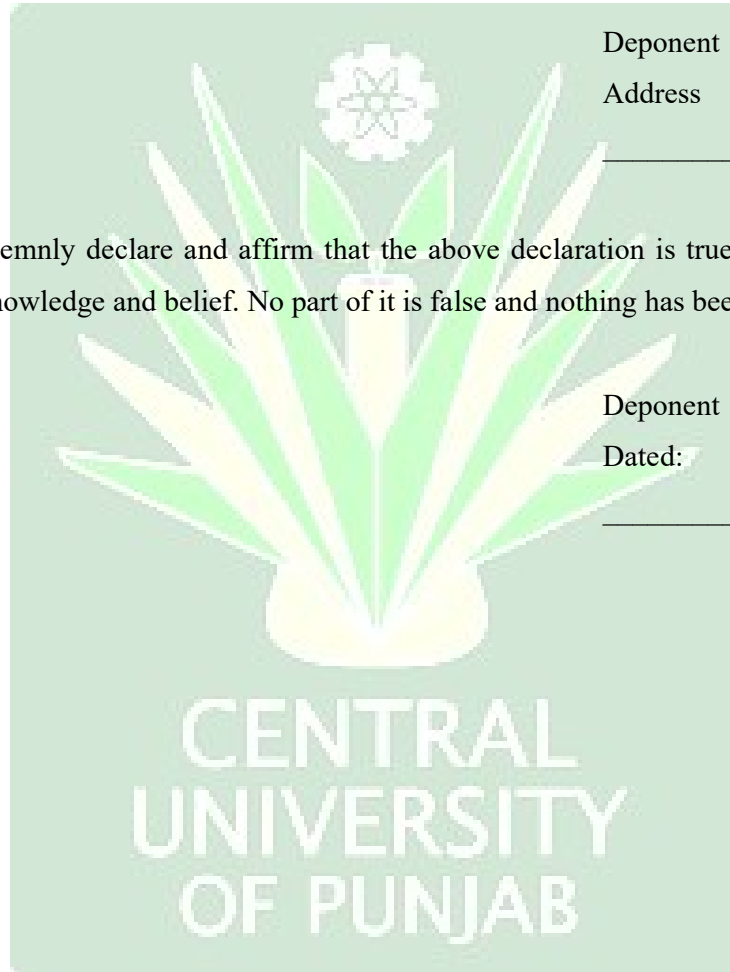 Deponent
Address
emnly declare and affirm that the above declaration is true
nowledge and belief. No part of it is false and nothing has bee
Deponent
Dated:
CENTRAL
UNIVERSITY
OF PUNJAB